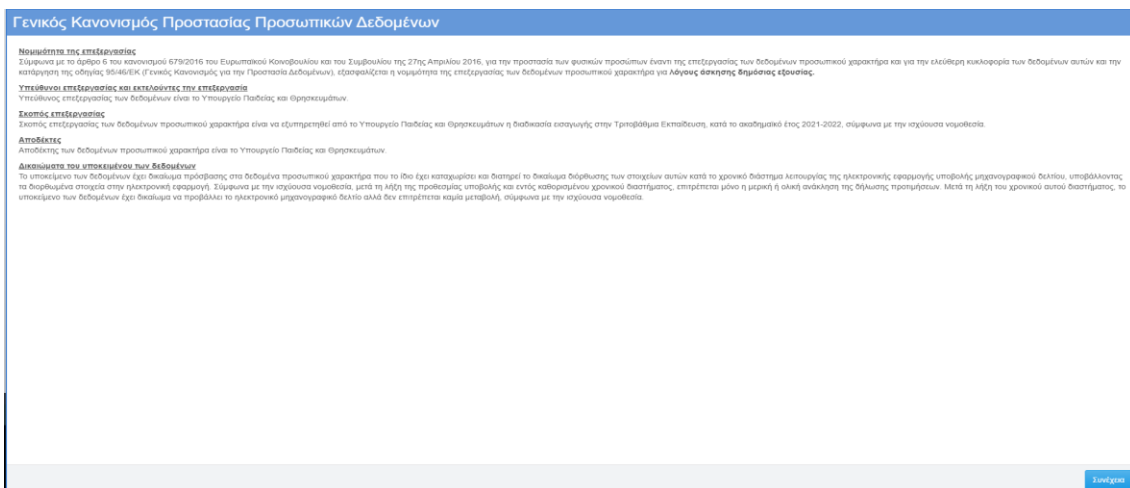 Γενικός Κανονισμός Προστασίας Προσωπικών Δεδομένων
Νομιμότητα της επεξεργασίας
Σύμφωνα με το άρθρο 6 του κανονισμού 679/2016 του Ευρωπαϊκού Κοινοβουλίου και του Συμβουλίου της 27ης Απριλίου 2016, για την προστασία των φυσικών προσώπων έναντι της επεξεργασίας των δεδομένων προσωπικού χαρακτήρα και για την ελεύθερη κυκλοφορία των δεδομένων αυτών και την
κατάργηση της οδηγίας 95/46/ΕΚ (Γενικός Κανονισμός για την Προστασία Δεδομένων), εξασφαλίζεται η νομιμότητα της επεξεργασίας των δεδομένων προσωπικού χαρακτήρα για λόγους άσκησης δημόσιας εξουσίας.
Υπεύθυνοι επεξεργασίας και εκτελούντες την επεξεργασία
Υπεύθυνος επεξεργασίας των δεδομένων είναι το Υπουργείο Παιδείας και Θρησκευμάτων.
Σκοπός επεξεργασίας
Σκοπός επεξεργασίας των δεδομένων προσωπικού χαρακτήρα είναι να εξυπηρετηθεί από το Υπουργείο Παιδείας και Θρησκευμάτων η διαδικασία εισαγωγής στην Τριτοβάθμια Εκπαίδευση, κατά το ακαδημαϊκό έτος 2021-2022, σύμφωνα με την ισχύουσα νομοθεσία.
Αποδέκτες
Αποδέκτης των δεδομένων προσωπικού χαρακτήρα είναι το Υπουργείο Παιδείας και Θρησκευμάτων.
Δικαιώματα του υποκειμένου των δεδομένων
Το υποκείμενο των δεδομένων έχει δικαίωμα πρόσβασης στα δεδομένα προσωπικού χαρακτήρα που το ίδιο έχει καταχωρίσει και διατηρεί το δικαίωμα διόρθωσης των στοιχείων αυτών κατά το χρονικό διάστημα λειτουργίας της ηλεκτρονικής εφαρμογής υποβολής μηχανογραφικού δελτίου, υποβάλλοντας
τα διορθωμένα στοιχεία στην ηλεκτρονική εφαρμογή. Σύμφωνα με την ισχύουσα νομοθεσία, μετά τη λήξη της προθεσμίας υποβολής και εντός καθορισμένου χρονικού διαστήματος, επιτρέπεται μόνο η μερική ή ολική ανάκληση της δήλωσης προτιμήσεων. Μετά τη λήξη του χρονικού αυτού διαστήματος, το
υποκείμενο των δεδομένων έχει δικαίωμα να προβάλλει το ηλεκτρονικό μηχανογραφικό δελτίο αλλά δεν επιτρέπεται καμία μεταβολή, σύμφωνα με την ισχύουσα νομοθεσία.
Συνέχεια